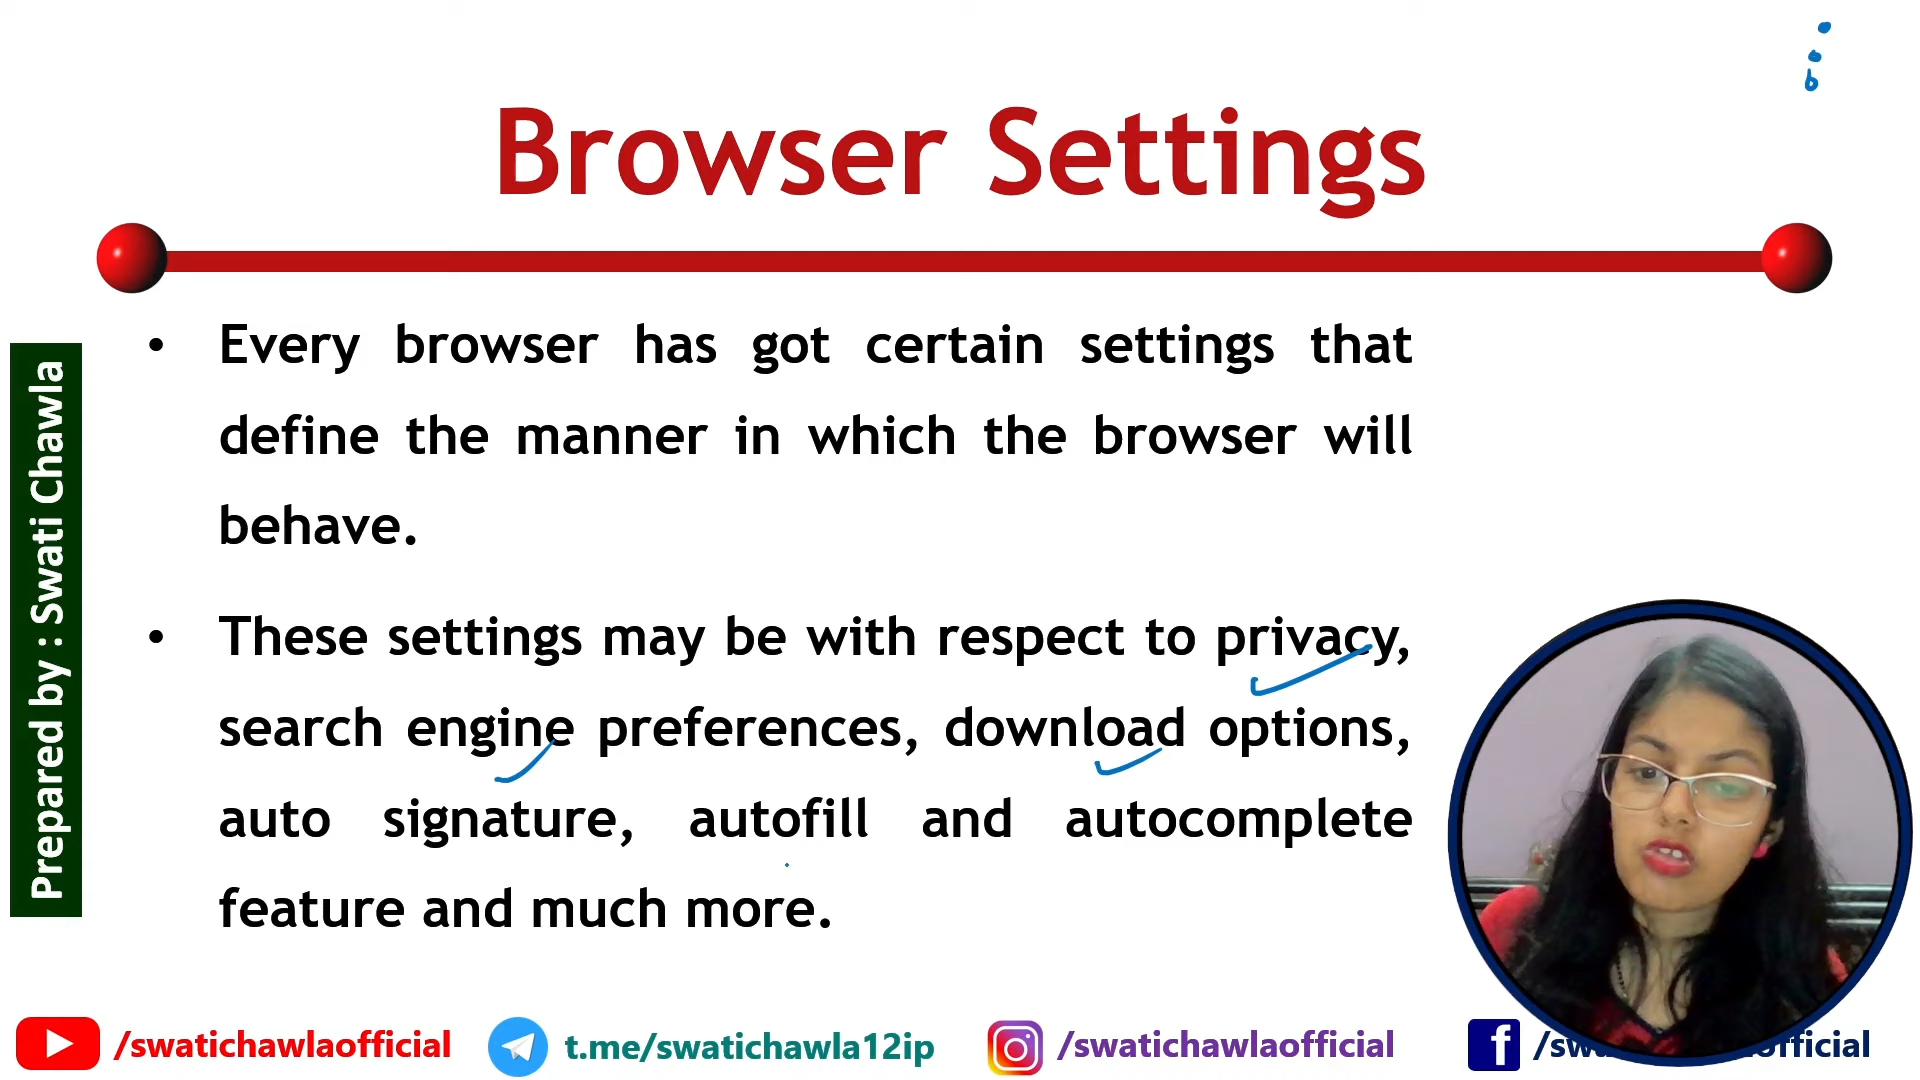 Browser Settings
• Every browser has got certain settings that
define the manner in which the browser will
behave.
• These settings may be with respect to privacy,
search engine preferences, download options,
auto signature, autofill and autocomplete
feature and much more.
Prepared by : Swati Chawla
/swatichawlaofficial
t.me/swatichawla12ip
/swatichawlaofficial